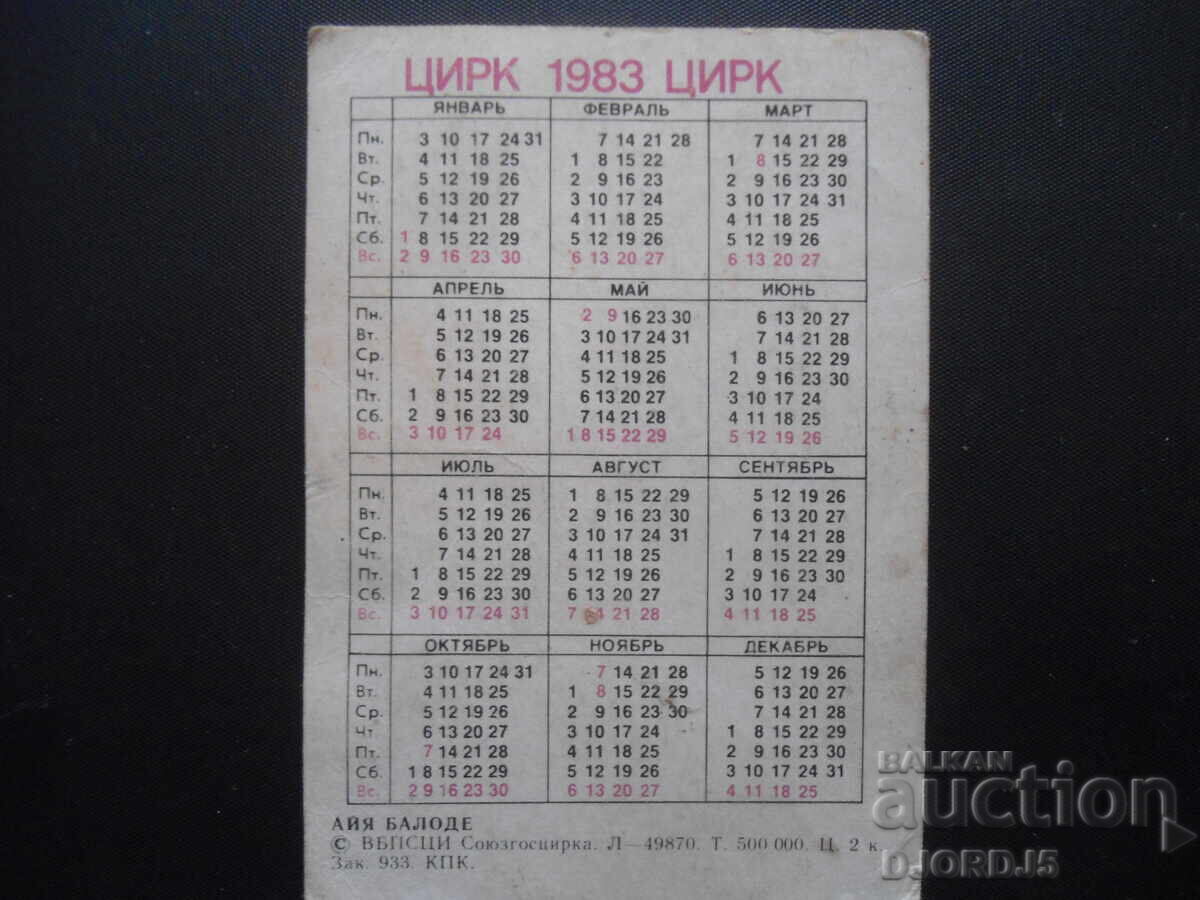 ЦИРК 1983 ЦИРК
ЯНВАРЬ ФЕВРАЛЬ МАРТ
Пн. 3 10 17 24 31 7 14 21 28 7 14 21 28
Вт. 4 11 18 25 1 8 15 22 1 8 15 22 29
Ср. 5 12 19 26 2 9 16 23 2 9 16 23 30
Чт. 6 13 20 27 3 10 17 24 3 10 17 24 31
Пт. 7 14 21 28 4 11 18 25 4 11 18 25
Сб. 1 8 15 22 29 5 12 19 26 5 12 19 26
Вс. 2 9 16 23 30 6 13 20 27 6 13 20 27
АПРЕЛЬ МАЙ ИЮНЬ
Пн. 4 11 18 25 2 9 16 23 30 6 13 20 27
Вт. 5 12 19 26 3 10 17 24 31 7 14 21 28
Ср. 6 13 20 27 4 11 18 25 1 8 15 22 29
Чт. 7 14 21 28 5 12 19 26 2 9 16 23 30
Пт. 1 8 15 22 29 6 13 20 27 3 10 17 24
Сб. 2 9 16 23 30 7 14 21 28 4 11 18 25
Вс. 3 10 17 24 1 8 15 22 29 5 12 19 26
ИЮЛЬ АВГУСТ СЕНТЯБРЬ
Пн. 4 11 18 25 1 8 15 22 29 5 12 19 26
Вт. 5 12 19 26 2 9 16 23 30 6 13 20 27
Ср. 6 13 20 27 3 10 17 24 31 7 14 21 28
Чт. 7 14 21 28 4 11 18 25 1 8 15 22 29
Пт. 1 8 15 22 29 5 12 19 26 2 9 16 23 30
Сб. 2 9 16 23 30 6 13 20 27 3 10 17 24
Вс. 3 10 17 24 31 7 14 21 28 4 11 18 25
ОКТЯБРЬ НОЯБРЬ ДЕКАБРЬ
Пн. 3 10 17 24 31 7 14 21 28 5 12 19 26
Вт. 4 11 18 25 1 8 15 22 29 6 13 20 27
Ср. 5 12 19 26 2 9 16 23 30 7 14 21 28
Чт. 6 13 20 27 3 10 17 24 1 8 15 22 29
Пт. 7 14 21 28 4 11 18 25 2 9 16 23 30
Сб. 1 8 15 22 29 5 12 19 26 3 10 17 24 31
Вс. 2 9 16 23 30 6 13 20 27 4 11 18 25
АЙЯ БАЛОДЕ
© ВБПСЦИ Союзгосцирка. Л—49870. Т. 500 000. Ц. 2 к.
Зак. 933. КПК.
BALKAN
auction
DJORDJ5